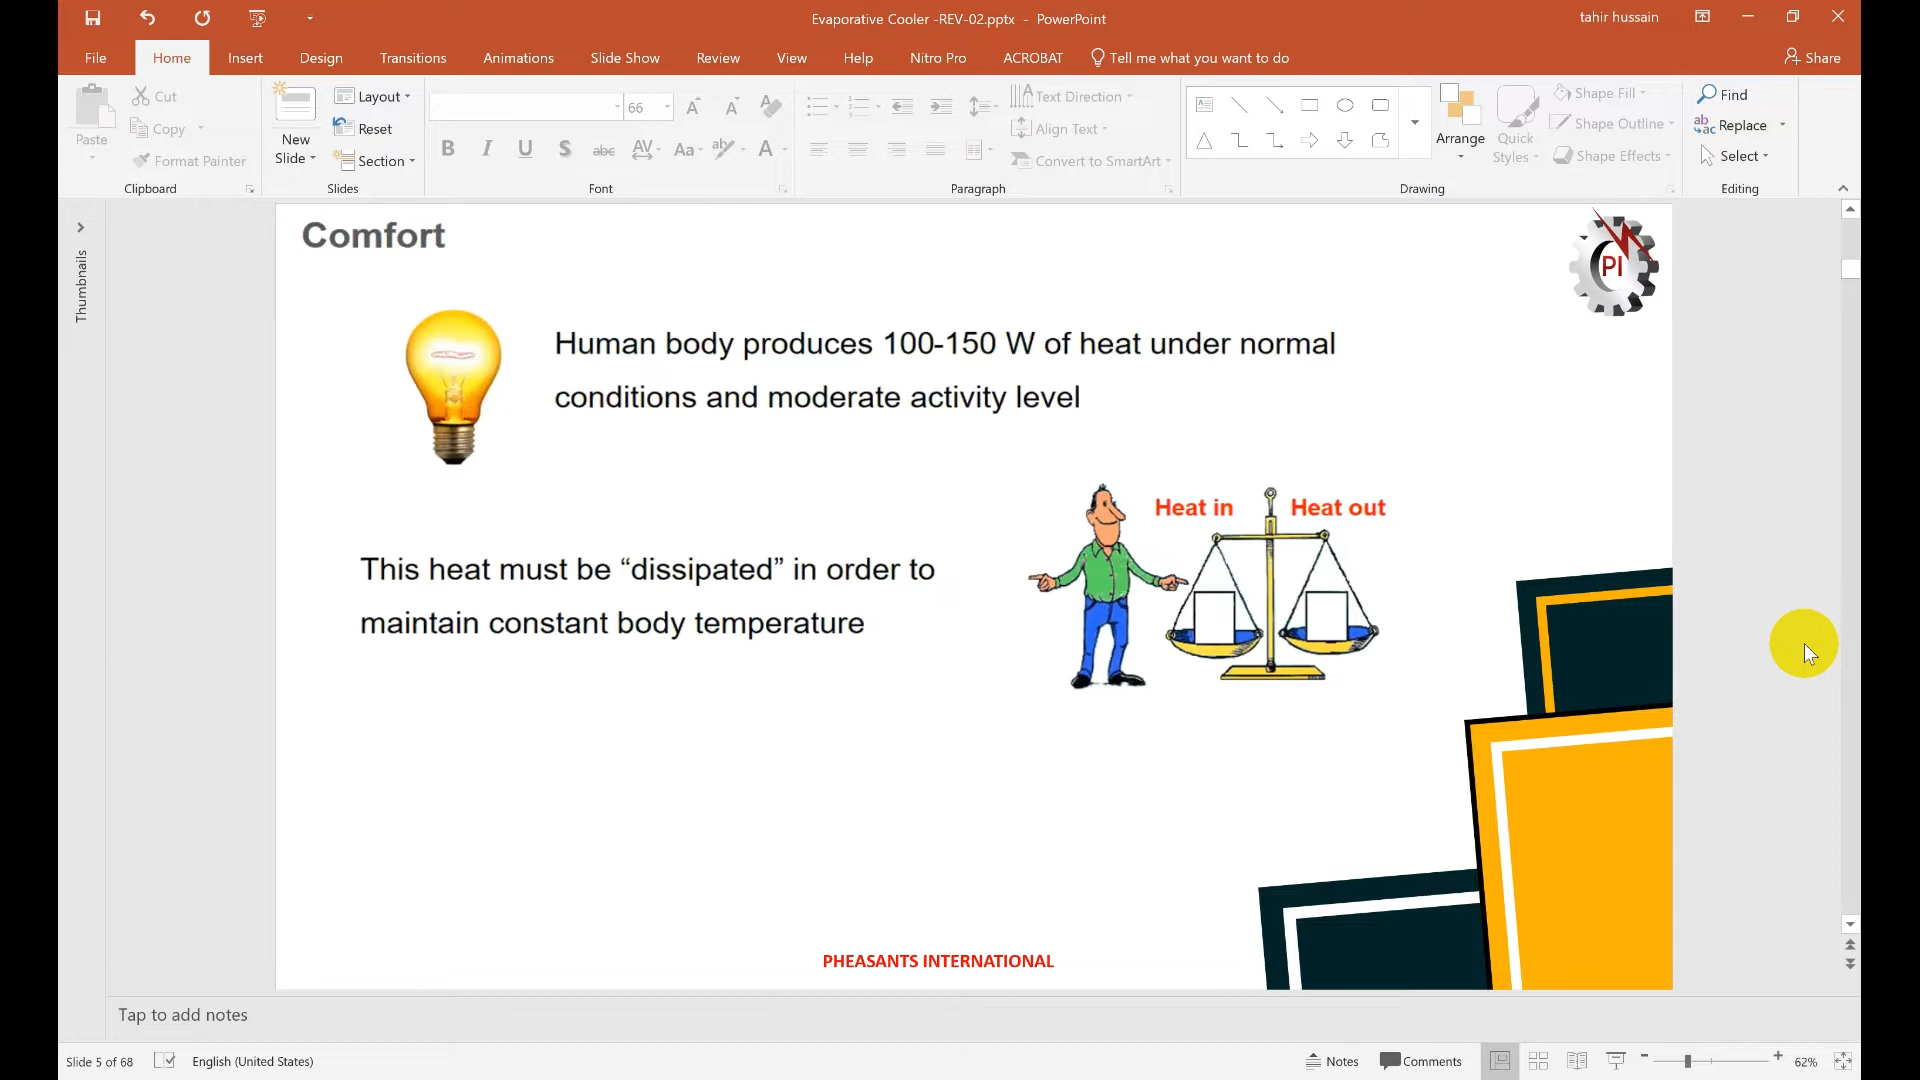 Evaporative Cooler -REV-02.pptx - PowerPoint
tahir hussain
File Home Insert Design Transitions Animations Slide Show Review View Help Nitro Pro ACROBAT Tell me what you want to do Share
Paste
Cut
Copy
Format Painter
Clipboard
New Slide
Layout
Reset
Section
Slides
66
B I U S abc AV Aa A
Font
Text Direction
Align Text
Convert to SmartArt
Paragraph
Arrange
Quick Styles
Shape Fill
Shape Outline
Shape Effects
Drawing
Find
Replace
Select
Editing
Thumbnails
Comfort
PI
Human body produces 100-150 W of heat under normal
conditions and moderate activity level
Heat in Heat out
This heat must be “dissipated” in order to
maintain constant body temperature
PHEASANTS INTERNATIONAL
Tap to add notes
Slide 5 of 68 English (United States) Notes Comments 62%